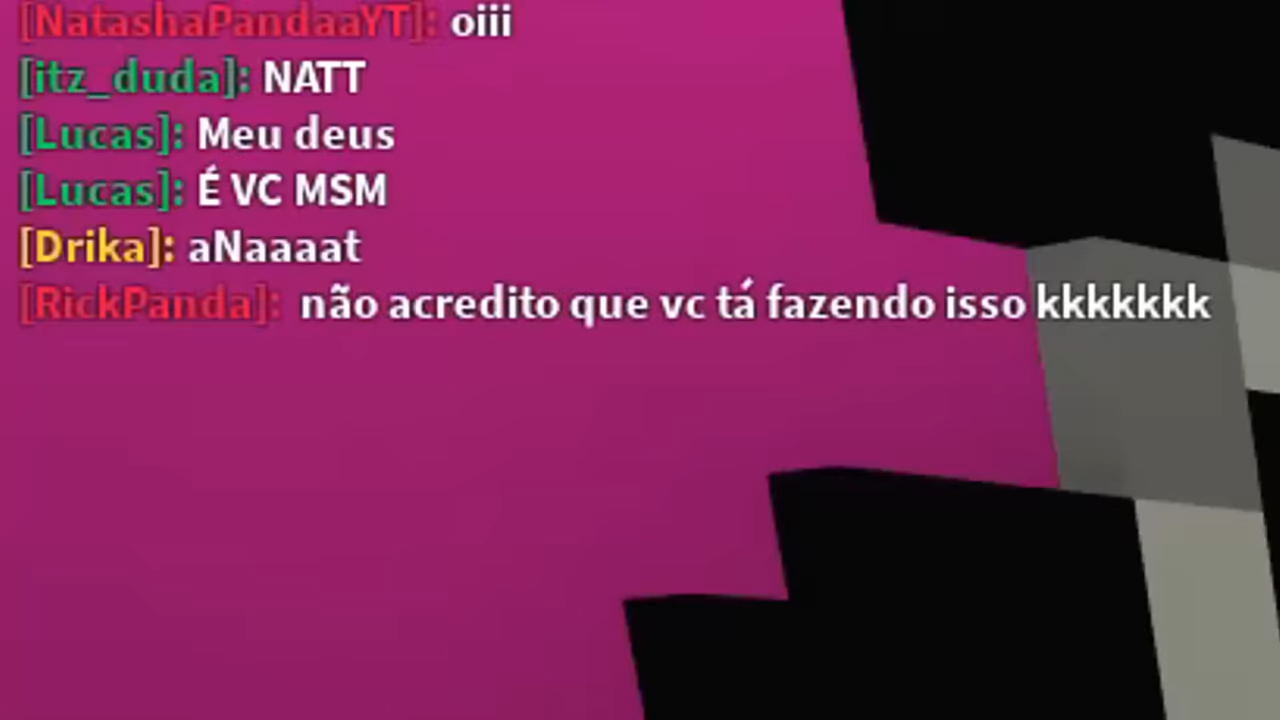 [NatashaPandaaYT]: oiii
[itz_duda]: NATT
[Lucas]: Meu deus
[Lucas]: É VC MSM
[Drika]: aNaaaat
[RickPanda]: não acredito que vc tá fazendo isso kkkkkkk